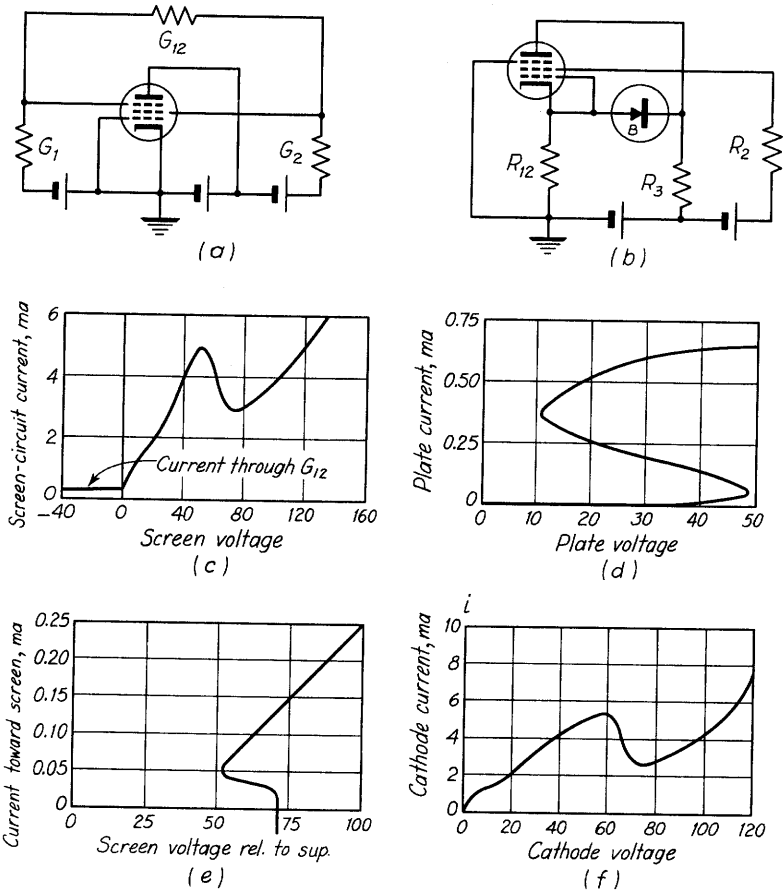 G12
G1
G2
(a)
B
R12
R3
R2
(b)
Screen-circuit current, ma
6
4
2
0
Current through G12
-40 0 40 80 120 160
Screen voltage
(c)
Plate current, ma
0.75
0.50
0.25
0
0 10 20 30 40 50
Plate voltage
(d)
Current toward screen, ma
0.25
0.20
0.15
0.10
0.05
0
0 25 50 75 100
Screen voltage rel. to sup.
(e)
i
Cathode current, ma
10
8
6
4
2
0
0 20 40 60 80 100 120
Cathode voltage
(f)